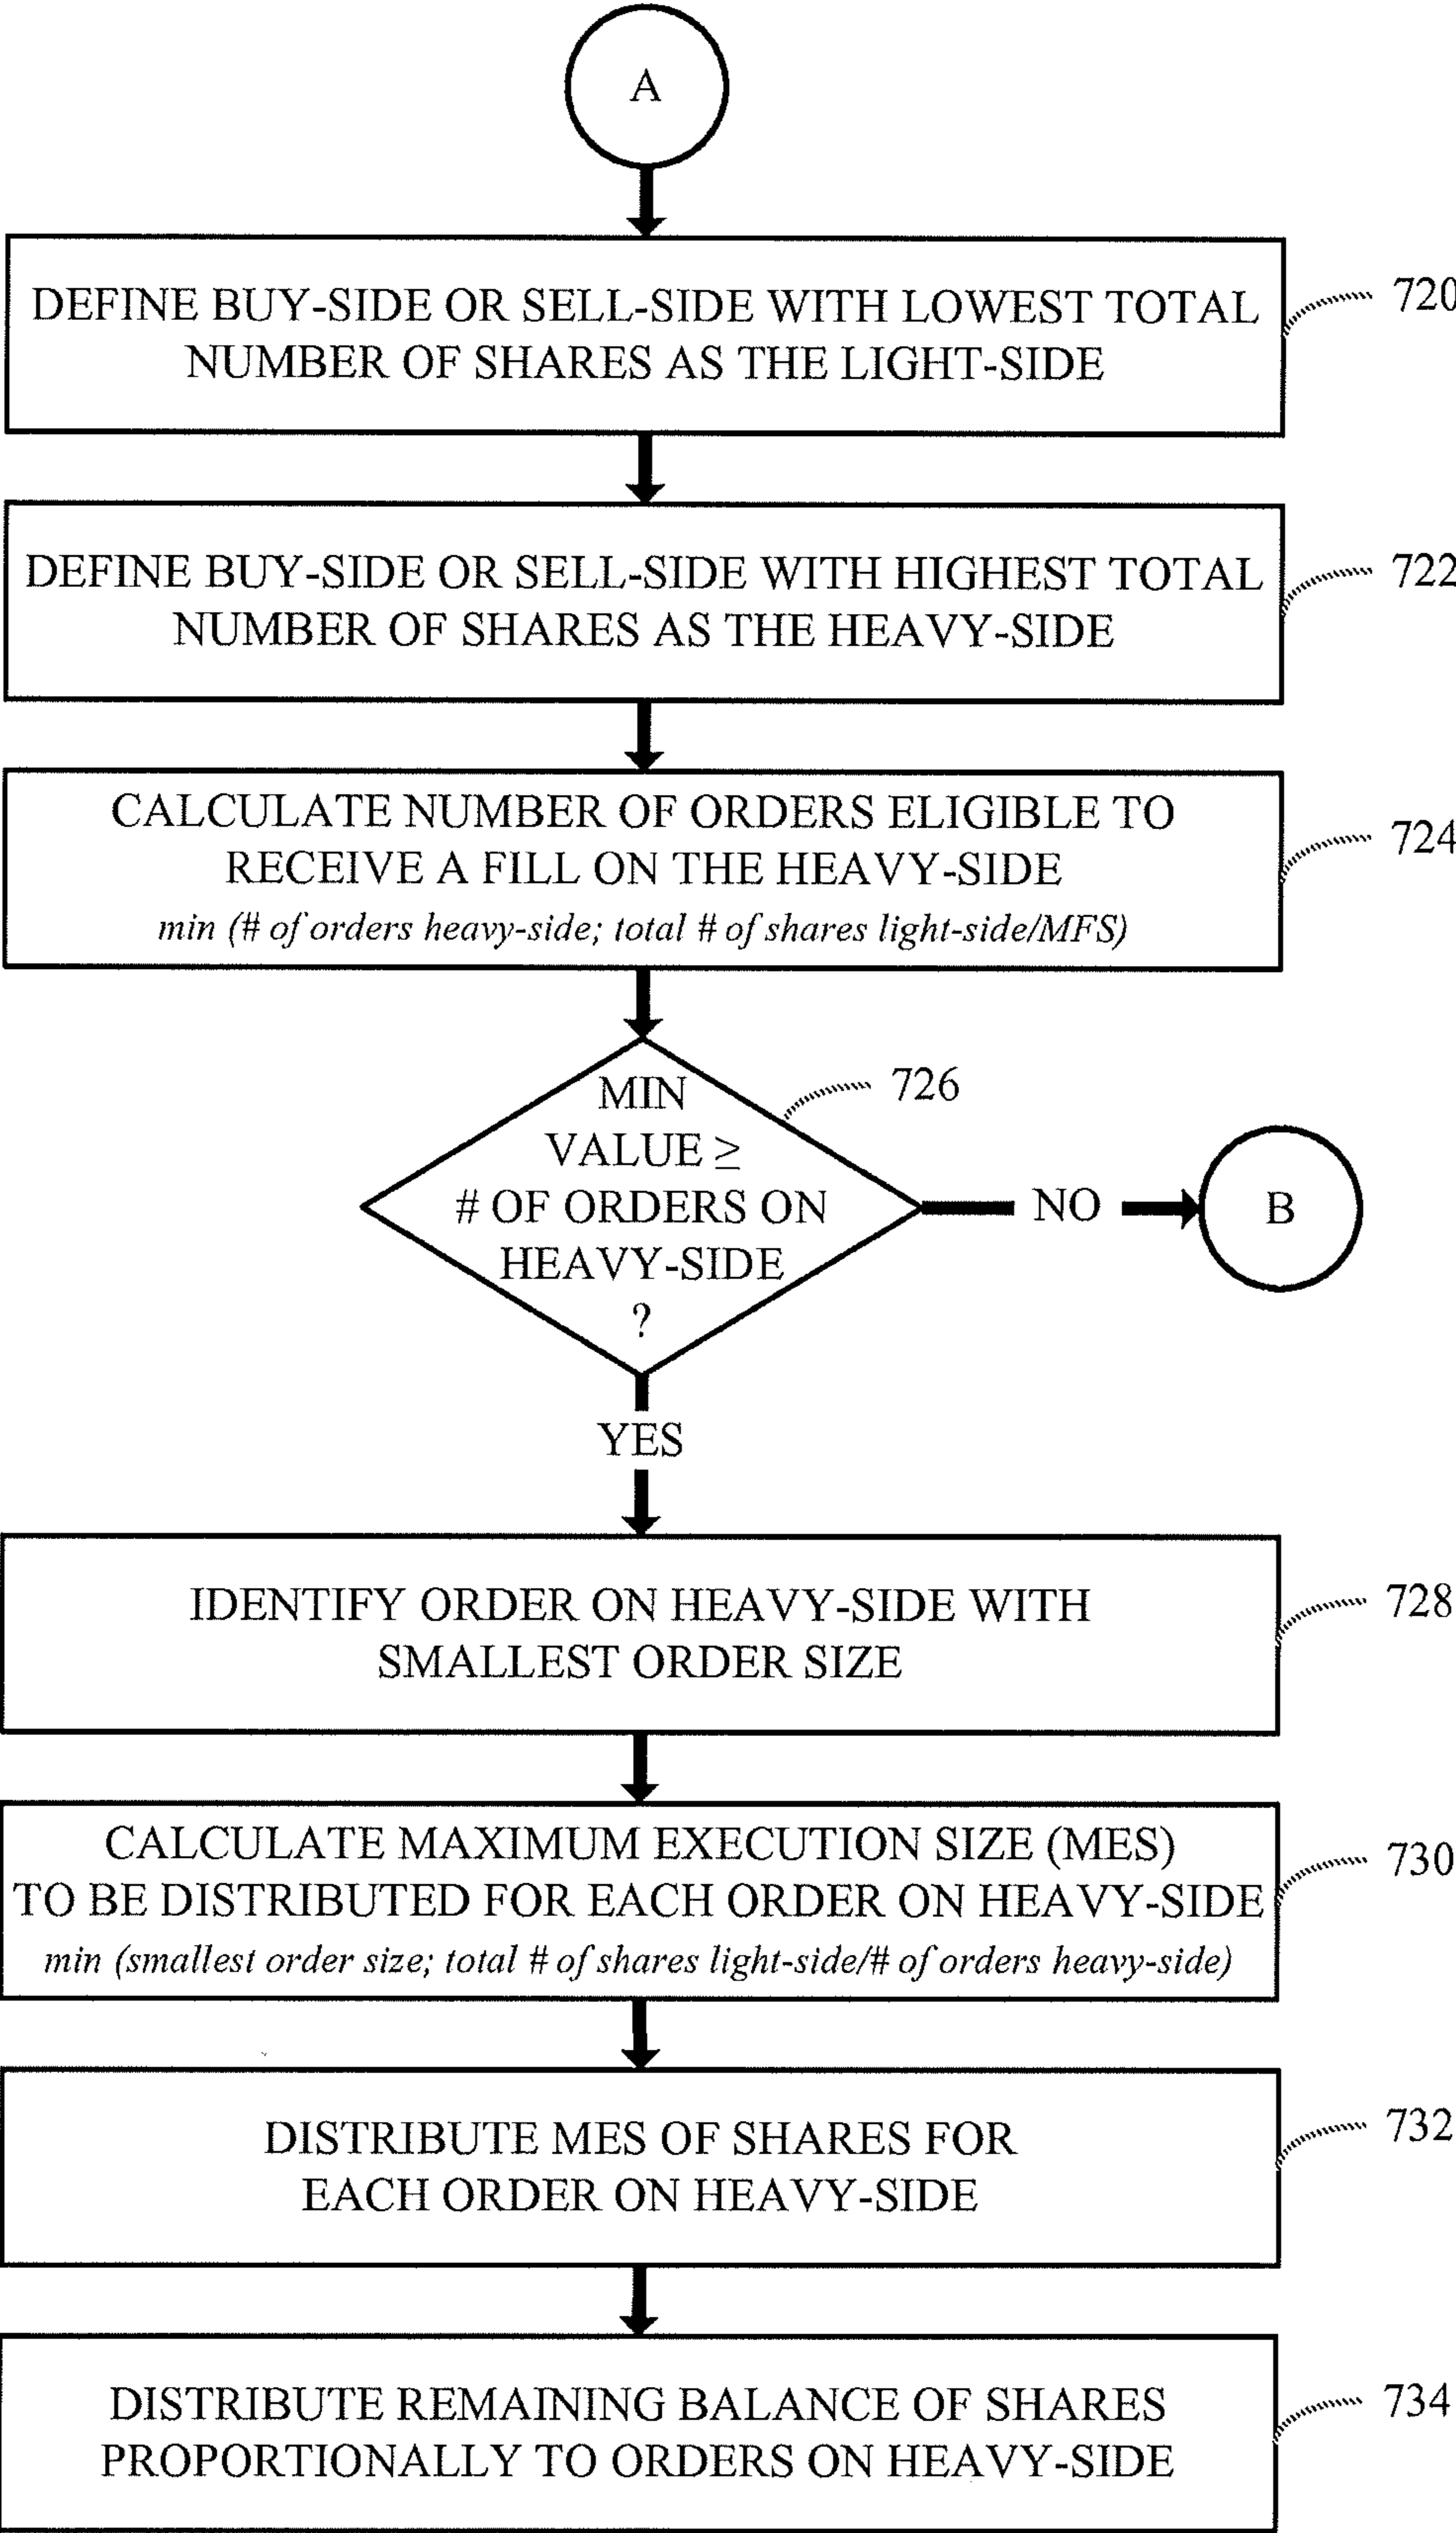 A
DEFINE BUY-SIDE OR SELL-SIDE WITH LOWEST TOTAL
NUMBER OF SHARES AS THE LIGHT-SIDE
720
DEFINE BUY-SIDE OR SELL-SIDE WITH HIGHEST TOTAL
NUMBER OF SHARES AS THE HEAVY-SIDE
722
CALCULATE NUMBER OF ORDERS ELIGIBLE TO
RECEIVE A FILL ON THE HEAVY-SIDE
min (# of orders heavy-side; total # of shares light-side/MFS)
724
MIN
VALUE ≥
# OF ORDERS ON
HEAVY-SIDE
?
726
NO
B
YES
IDENTIFY ORDER ON HEAVY-SIDE WITH
SMALLEST ORDER SIZE
728
CALCULATE MAXIMUM EXECUTION SIZE (MES)
TO BE DISTRIBUTED FOR EACH ORDER ON HEAVY-SIDE
min (smallest order size; total # of shares light-side/# of orders heavy-side)
730
DISTRIBUTE MES OF SHARES FOR
EACH ORDER ON HEAVY-SIDE
732
DISTRIBUTE REMAINING BALANCE OF SHARES
PROPORTIONALLY TO ORDERS ON HEAVY-SIDE
734